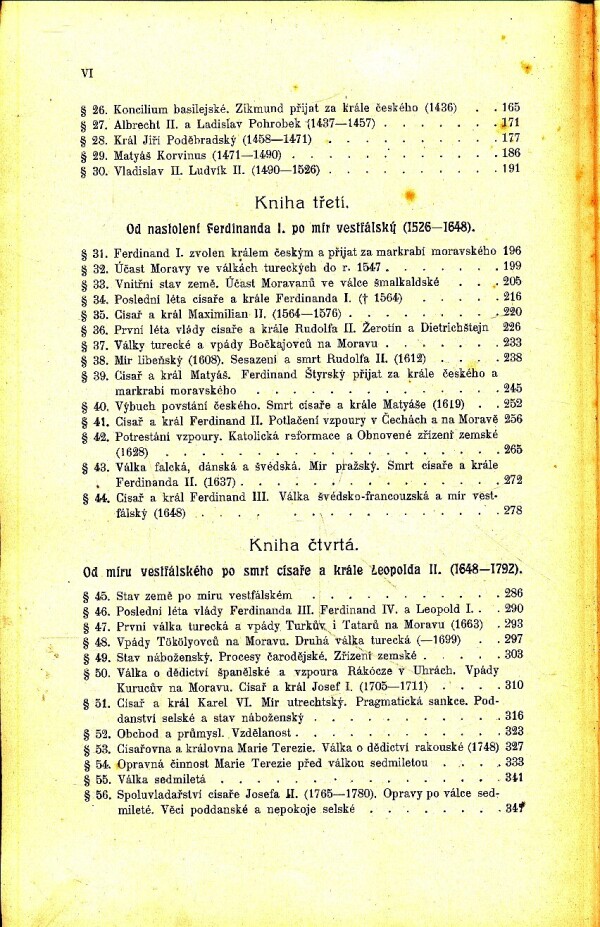 VI
§ 26. Koncilium basilejské. Zikmund přijat za krále českého (1436) . . 165
§ 27. Albrecht II. a Ladislav Pohrobek (1437—1457) . . . . . . . 171
§ 28. Král Jiří Poděbradský (1458—1471) . . . . . . . . . . 177
§ 29. Matyáš Korvinus (1471—1490) . . . . . . . . . . . . 186
§ 30. Vladislav II. Ludvík II. (1490—1526) . . . . . . . . . . 191
Kniha třetí.
Od nastolení Ferdinanda I. po mír vestfálský (1526—1648).
§ 31. Ferdinand I. zvolen králem českým a přijat za markrabí moravského 196
§ 32. Účast Moravy ve válkách tureckých do r. 1547 . . . . . . . 199
§ 33. Vnitřní stav země. Účast Moravanů ve válce šmalkaldské . . . 205
§ 34. Poslední léta císaře a krále Ferdinanda I. († 1564) . . . . . 216
§ 35. Císař a král Maximilian II. (1564—1576) . . . . . . . . . 220
§ 36. První léta vlády císaře a krále Rudolfa II. Žerotín a Dietrichštejn 226
§ 37. Války turecké a vpády Bočkajovců na Moravu . . . . . . . 233
§ 38. Mír libeňský (1608). Sesazení a smrt Rudolfa II. (1612) . . . . 238
§ 39. Císař a král Matyáš. Ferdinand Štyrský přijat za krále českého a
markrabí moravského . . . . . . . . . . . . . . 245
§ 40. Výbuch povstání českého. Smrt císaře a krále Matyáše (1619) . . 252
§ 41. Císař a král Ferdinand II. Potlačení vzpoury v Čechách a na Moravě 256
§ 42. Potrestání vzpoury. Katolická reformace a Obnovené zřízení zemské
(1628) . . . . . . . . . . . . . . . . . . 265
§ 43. Válka falcká, dánská a švédská. Mír pražský. Smrt císaře a krále
Ferdinanda II. (1637) . . . . . . . . . . . . . . 272
§ 44. Císař a král Ferdinand III. Válka švédsko-francouzská a mír vest-
fálský (1648) . . . . . . . . . . . . . . . . 278
Kniha čtvrtá.
Od míru vestfálského po smrt císaře a krále Leopolda II. (1648—1792).
§ 45. Stav země po míru vestfálském . . . . . . . . . . . 286
§ 46. Poslední léta vlády Ferdinanda III. Ferdinand IV. a Leopold I. . . 290
§ 47. První válka turecká a vpády Turkův i Tatarů na Moravu (1663) . 293
§ 48. Vpády Tökölyovců na Moravu. Druhá válka turecká (—1699) . . 297
§ 49. Stav náboženský. Procesy čarodějské. Zřízení zemské . . . . . 303
§ 50. Válka o dědictví španělské a vzpoura Rákócze v Uhrách. Vpády
Kurucův na Moravu. Císař a král Josef I. (1705—1711) . . . . 310
§ 51. Císař a král Karel VI. Mír utrechtský. Pragmatická sankce. Pod-
danství selské a stav náboženský . . . . . . . . . . . 316
§ 52. Obchod a průmysl. Vzdělanost . . . . . . . . . . . . 323
§ 53. Císařovna a královna Marie Terezie. Válka o dědictví rakouské (1748) 327
§ 54. Opravná činnost Marie Terezie před válkou sedmiletou . . . . 333
§ 55. Válka sedmiletá . . . . . . . . . . . . . . . . 341
§ 56. Spoluvladařství císaře Josefa II. (1765—1780). Opravy po válce sed-
mileté. Věci poddanské a nepokoje selské . . . . . . . . 347